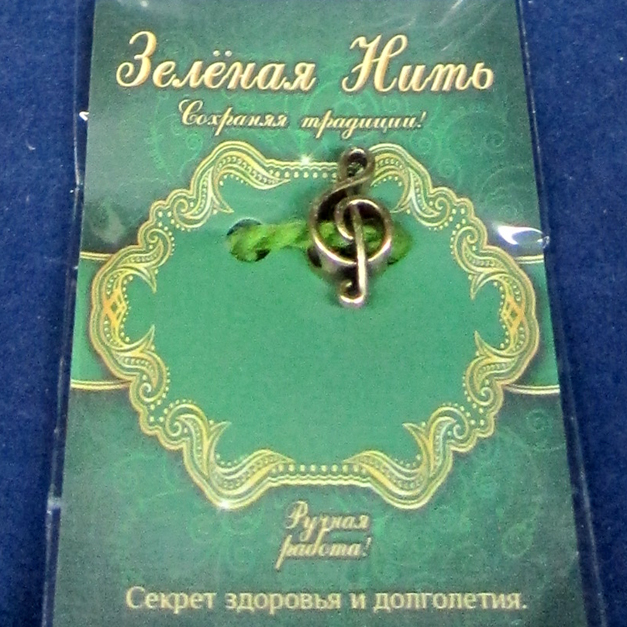 Зелёная Нить
Сохраняя традиции!
Ручная
работа!
Секрет здоровья и долголетия.